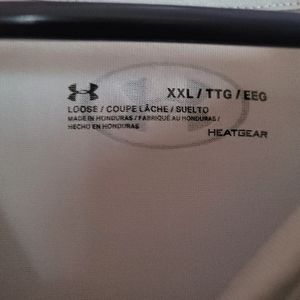 XXL / TTG / EEG
LOOSE / COUPE LÂCHE / SUELTO
MADE IN HONDURAS / FABRIQUÉ AU HONDURAS /
HECHO EN HONDURAS
HEATGEAR